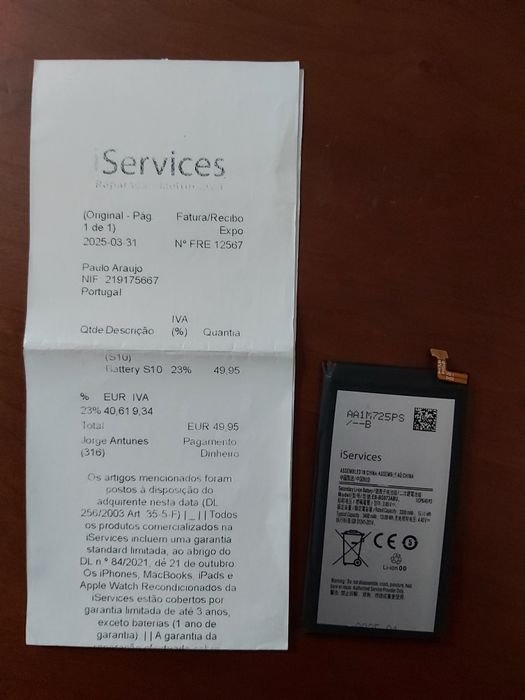 iServices
(Original - Pág. Fatura/Recibo
1 de 1) Expo
2025-03-31 Nº FRE 12567
Paulo Araujo
NIF 219175667
Portugal
IVA
Qtde Descrição (%) Quantia
(S10)
Battery S10 23% 49,95
% EUR IVA
23% 40,61 9,34
Total EUR 49,95
Jorge Antunes Pagamento
(316) Dinheiro
Os artigos mencionados foram
postos à disposição do
adquirente nesta data (DL
256/2003 Art 35-5-F) |_ | | Todos
os produtos comercializados na
iServices incluem uma garantia
standard limitada, ao abrigo do
DL n º 84/2021, de 21 de outubro.
Os iPhones, MacBooks, iPads e
Apple Watch Recondicionados da
iServices estão cobertos por
garantia limitada de até 3 anos,
exceto baterias (1 ano de
garantia) | | A garantia da
AA1M725PS
/--B
iServices
ASSEMBLED IN CHINA
Li-ion 00